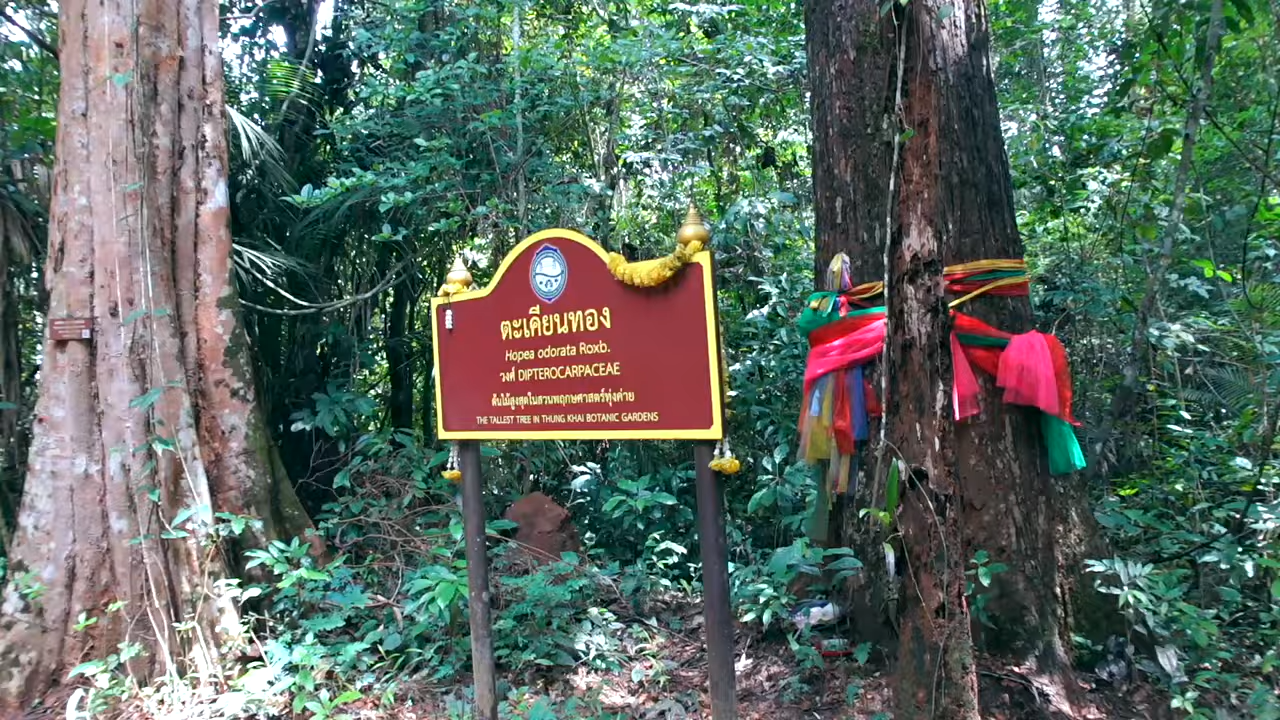 ตะเคียนทอง
Hopea odorata Roxb.
วงศ์ DIPTEROCARPACEAE
ต้นไม้สูงสุดในสวนพฤกษศาสตร์ทุ่งค่าย
THE TALLEST TREE IN THUNG KHAI BOTANIC GARDENS